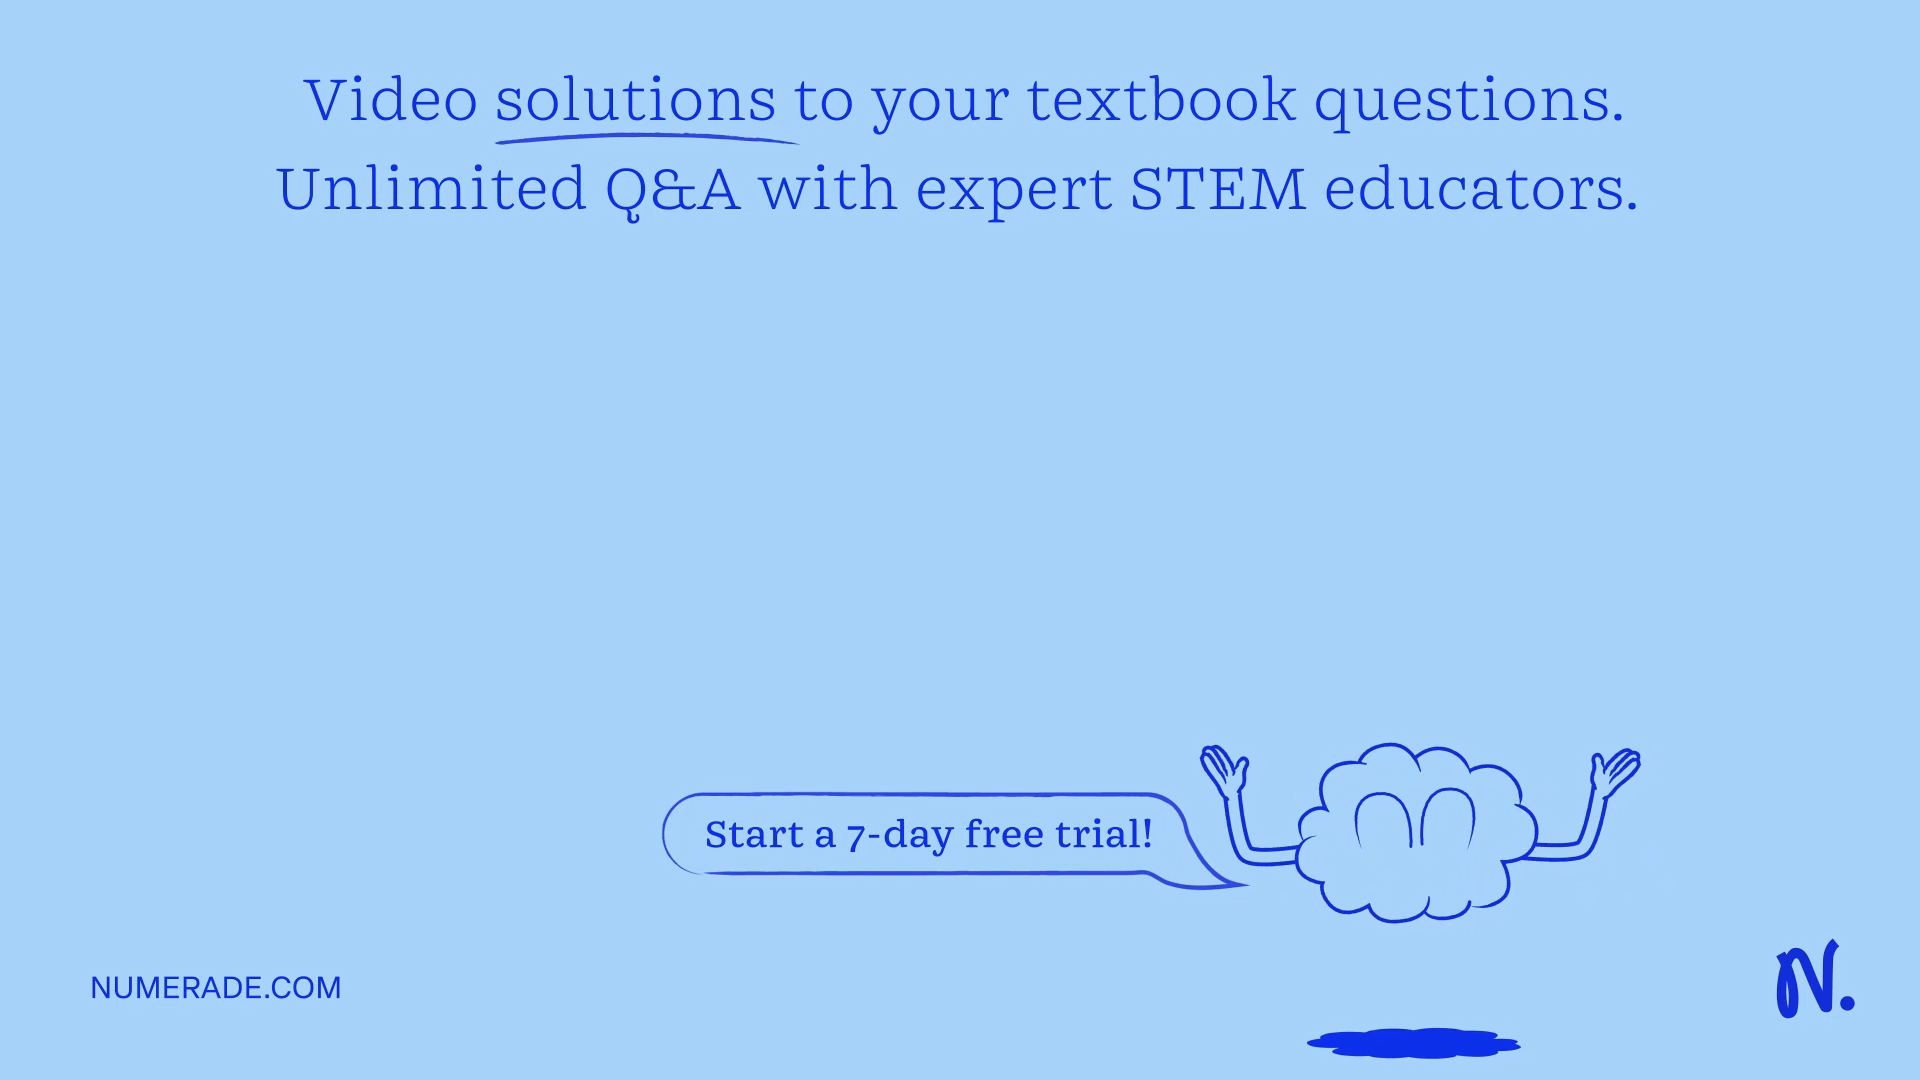 Video solutions to your textbook questions.
Unlimited Q&A with expert STEM educators.
Start a 7-day free trial!
NUMERADE.COM
N.